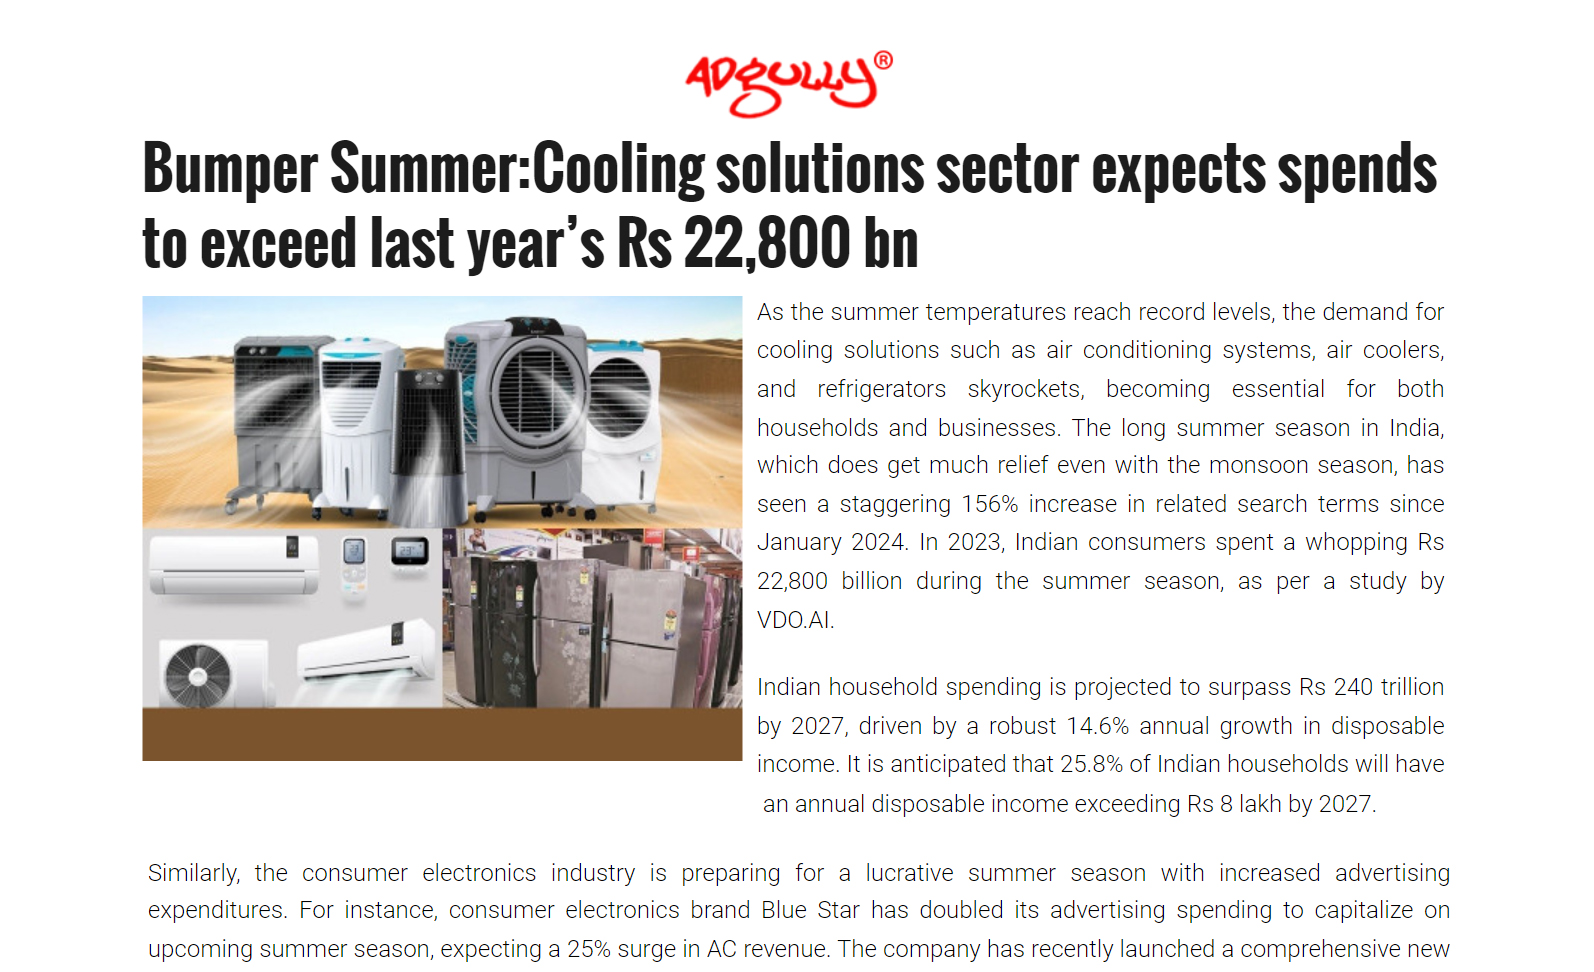 ADGULLY®
Bumper Summer:Cooling solutions sector expects spends
to exceed last year’s Rs 22,800 bn
As the summer temperatures reach record levels, the demand for
cooling solutions such as air conditioning systems, air coolers,
and refrigerators skyrockets, becoming essential for both
households and businesses. The long summer season in India,
which does get much relief even with the monsoon season, has
seen a staggering 156% increase in related search terms since
January 2024. In 2023, Indian consumers spent a whopping Rs
22,800 billion during the summer season, as per a study by
VDO.AI.
Indian household spending is projected to surpass Rs 240 trillion
by 2027, driven by a robust 14.6% annual growth in disposable
income. It is anticipated that 25.8% of Indian households will have
an annual disposable income exceeding Rs 8 lakh by 2027.
Similarly, the consumer electronics industry is preparing for a lucrative summer season with increased advertising
expenditures. For instance, consumer electronics brand Blue Star has doubled its advertising spending to capitalize on
upcoming summer season, expecting a 25% surge in AC revenue. The company has recently launched a comprehensive new